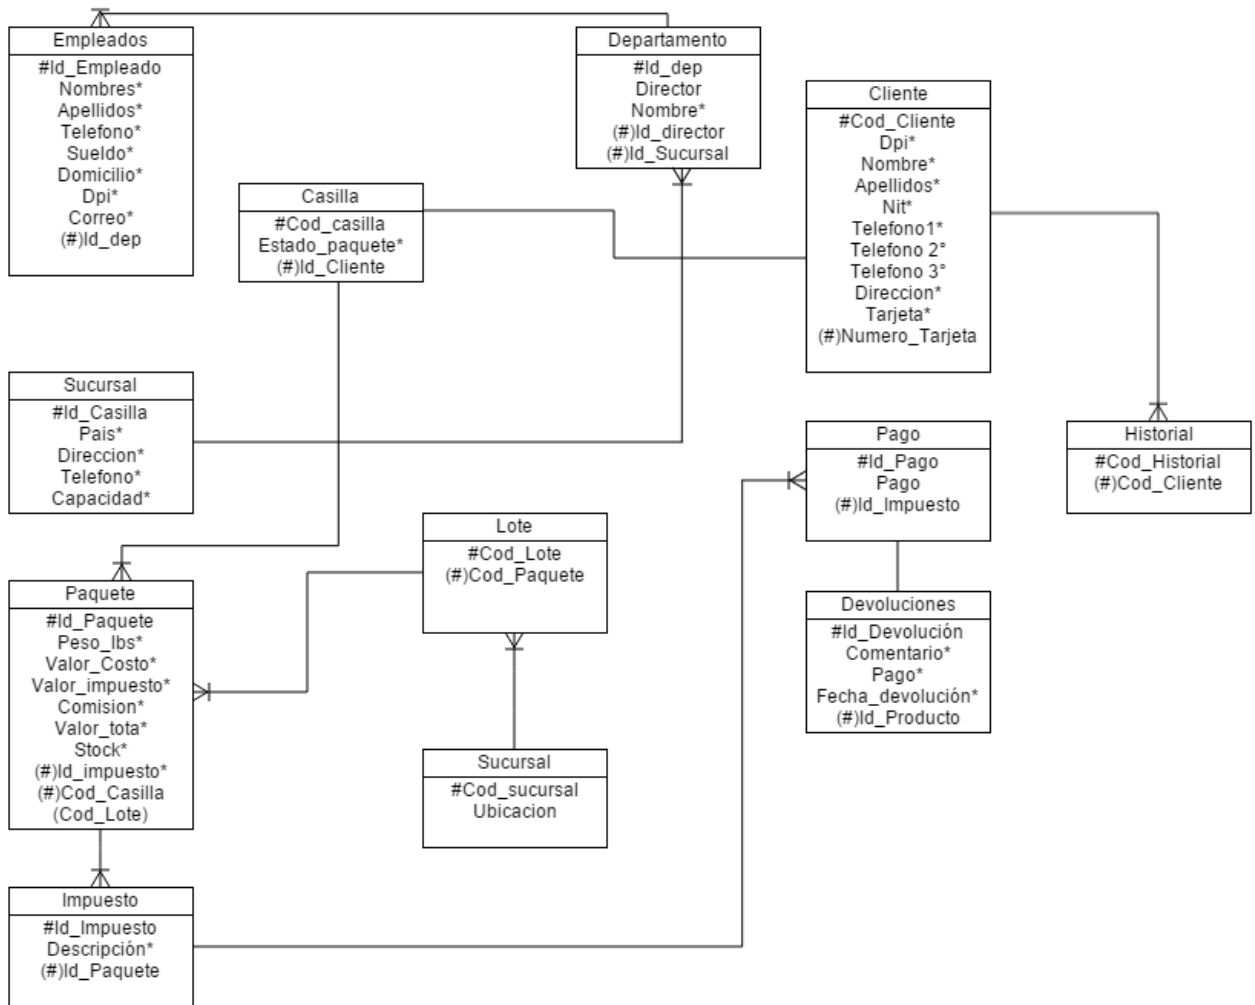 Empleados
#Id_Empleado
Nombres*
Apellidos*
Telefono*
Sueldo*
Domicilio*
Dpi*
Correo*
(#)Id_dep
Departamento
#Id_dep
Director
Nombre*
(#)Id_director
(#)Id_Sucursal
Cliente
#Cod_Cliente
Dpi*
Nombre*
Apellidos*
Nit*
Telefono1*
Telefono 2°
Telefono 3°
Direccion*
Tarjeta*
(#)Numero_Tarjeta
Casilla
#Cod_casilla
Estado_paquete*
(#)Id_Cliente
Sucursal
#Id_Casilla
Pais*
Direccion*
Telefono*
Capacidad*
Pago
#Id_Pago
Pago
(#)Id_Impuesto
Historial
#Cod_Historial
(#)Cod_Cliente
Lote
#Cod_Lote
(#)Cod_Paquete
Paquete
#Id_Paquete
Peso_lbs*
Valor_Costo*
Valor_impuesto*
Comision*
Valor_tota*
Stock*
(#)Id_impuesto*
(#)Cod_Casilla
(Cod_Lote)
Devoluciones
#Id_Devolución
Comentario*
Pago*
Fecha_devolución*
(#)Id_Producto
Sucursal
#Cod_sucursal
Ubicacion
Impuesto
#Id_Impuesto
Descripción*
(#)Id_Paquete